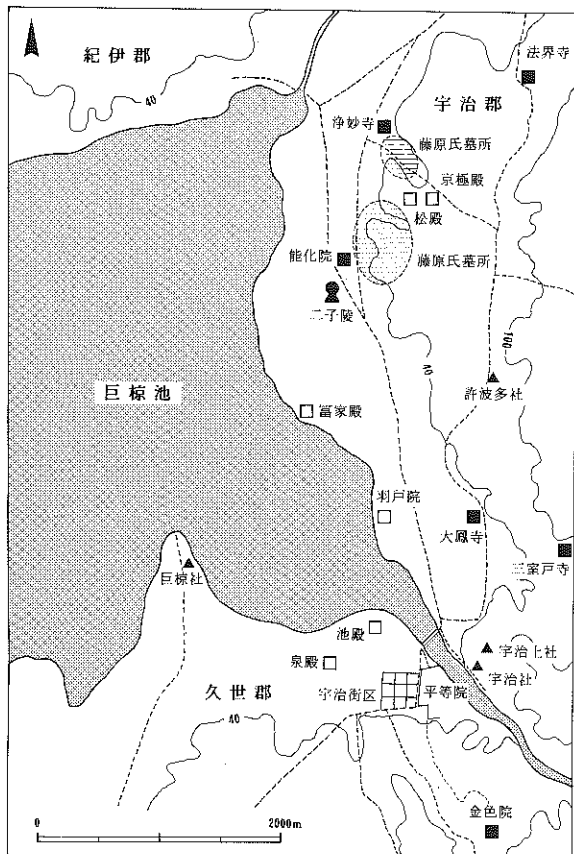 紀伊郡
40
法界寺
宇治郡
浄妙寺
藤原氏墓所
京極殿
松殿
藤原氏墓所
能化院
二子陵
100
40
許波多社
巨椋池
冨家殿
羽戸院
大鳳寺
三室戸寺
巨椋社
池殿
宇治上社
泉殿
宇治社
久世郡
宇治街区
平等院
40
金色院
0
2000m